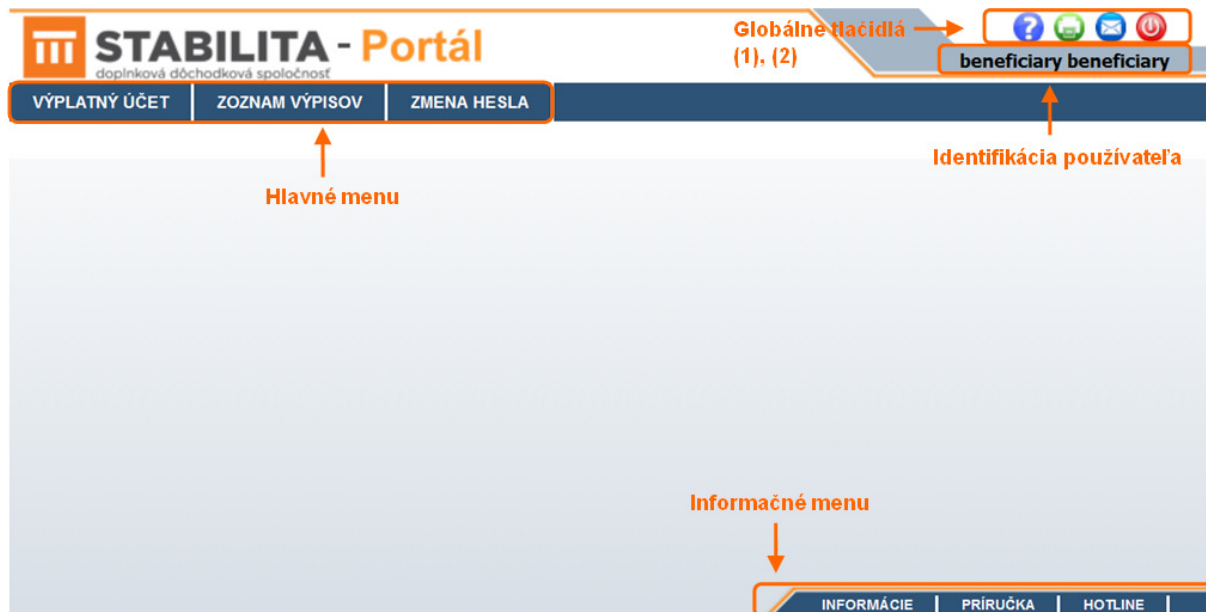 STABILITA - Portál
doplnková dôchodková spoločnosť
Globálne tlačidlá
(1), (2)
beneficiary beneficiary
VÝPLATNÝ ÚČET
ZOZNAM VÝPISOV
ZMENA HESLA
Identifikácia používateľa
Hlavné menu
Informačné menu
INFORMÁCIE
PRÍRUČKA
HOTLINE